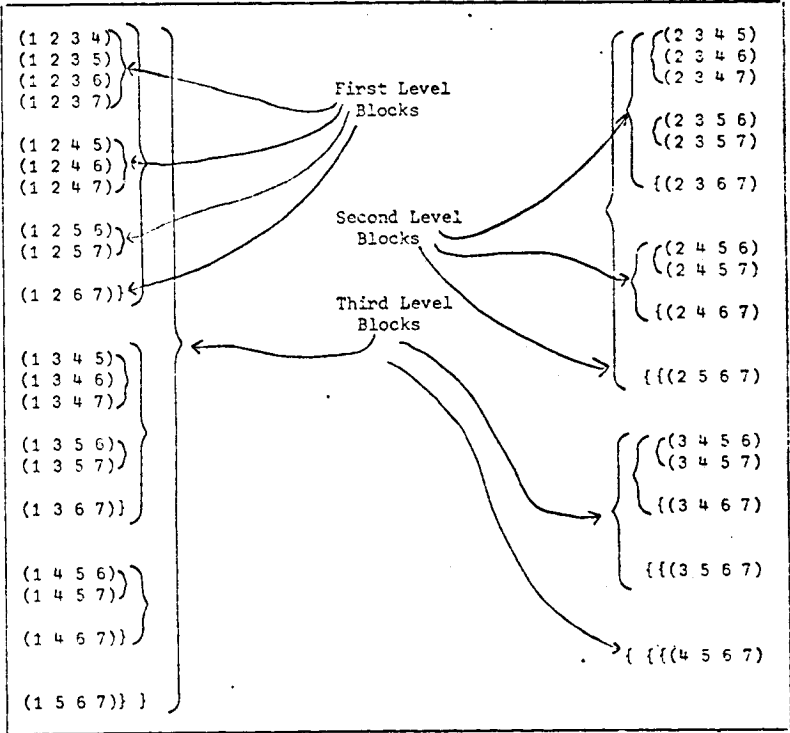 (1 2 3 4)
(1 2 3 5)
(1 2 3 6)
(1 2 3 7)
(1 2 4 5)
(1 2 4 6)
(1 2 4 7)
(1 2 5 6)
(1 2 5 7)
(1 2 6 7)}
(1 3 4 5)
(1 3 4 6)
(1 3 4 7)
(1 3 5 6)
(1 3 5 7)
(1 3 6 7)}
(1 4 5 6)
(1 4 5 7)
(1 4 6 7)}
(1 5 6 7)} }
First Level
Blocks
Second Level
Blocks
Third Level
Blocks
(2 3 4 5)
(2 3 4 6)
(2 3 4 7)
(2 3 5 6)
(2 3 5 7)
{(2 3 6 7)
(2 4 5 6)
(2 4 5 7)
{(2 4 6 7)
{{(2 5 6 7)
(3 4 5 6)
(3 4 5 7)
{(3 4 6 7)
{{(3 5 6 7)
{ {{(4 5 6 7)